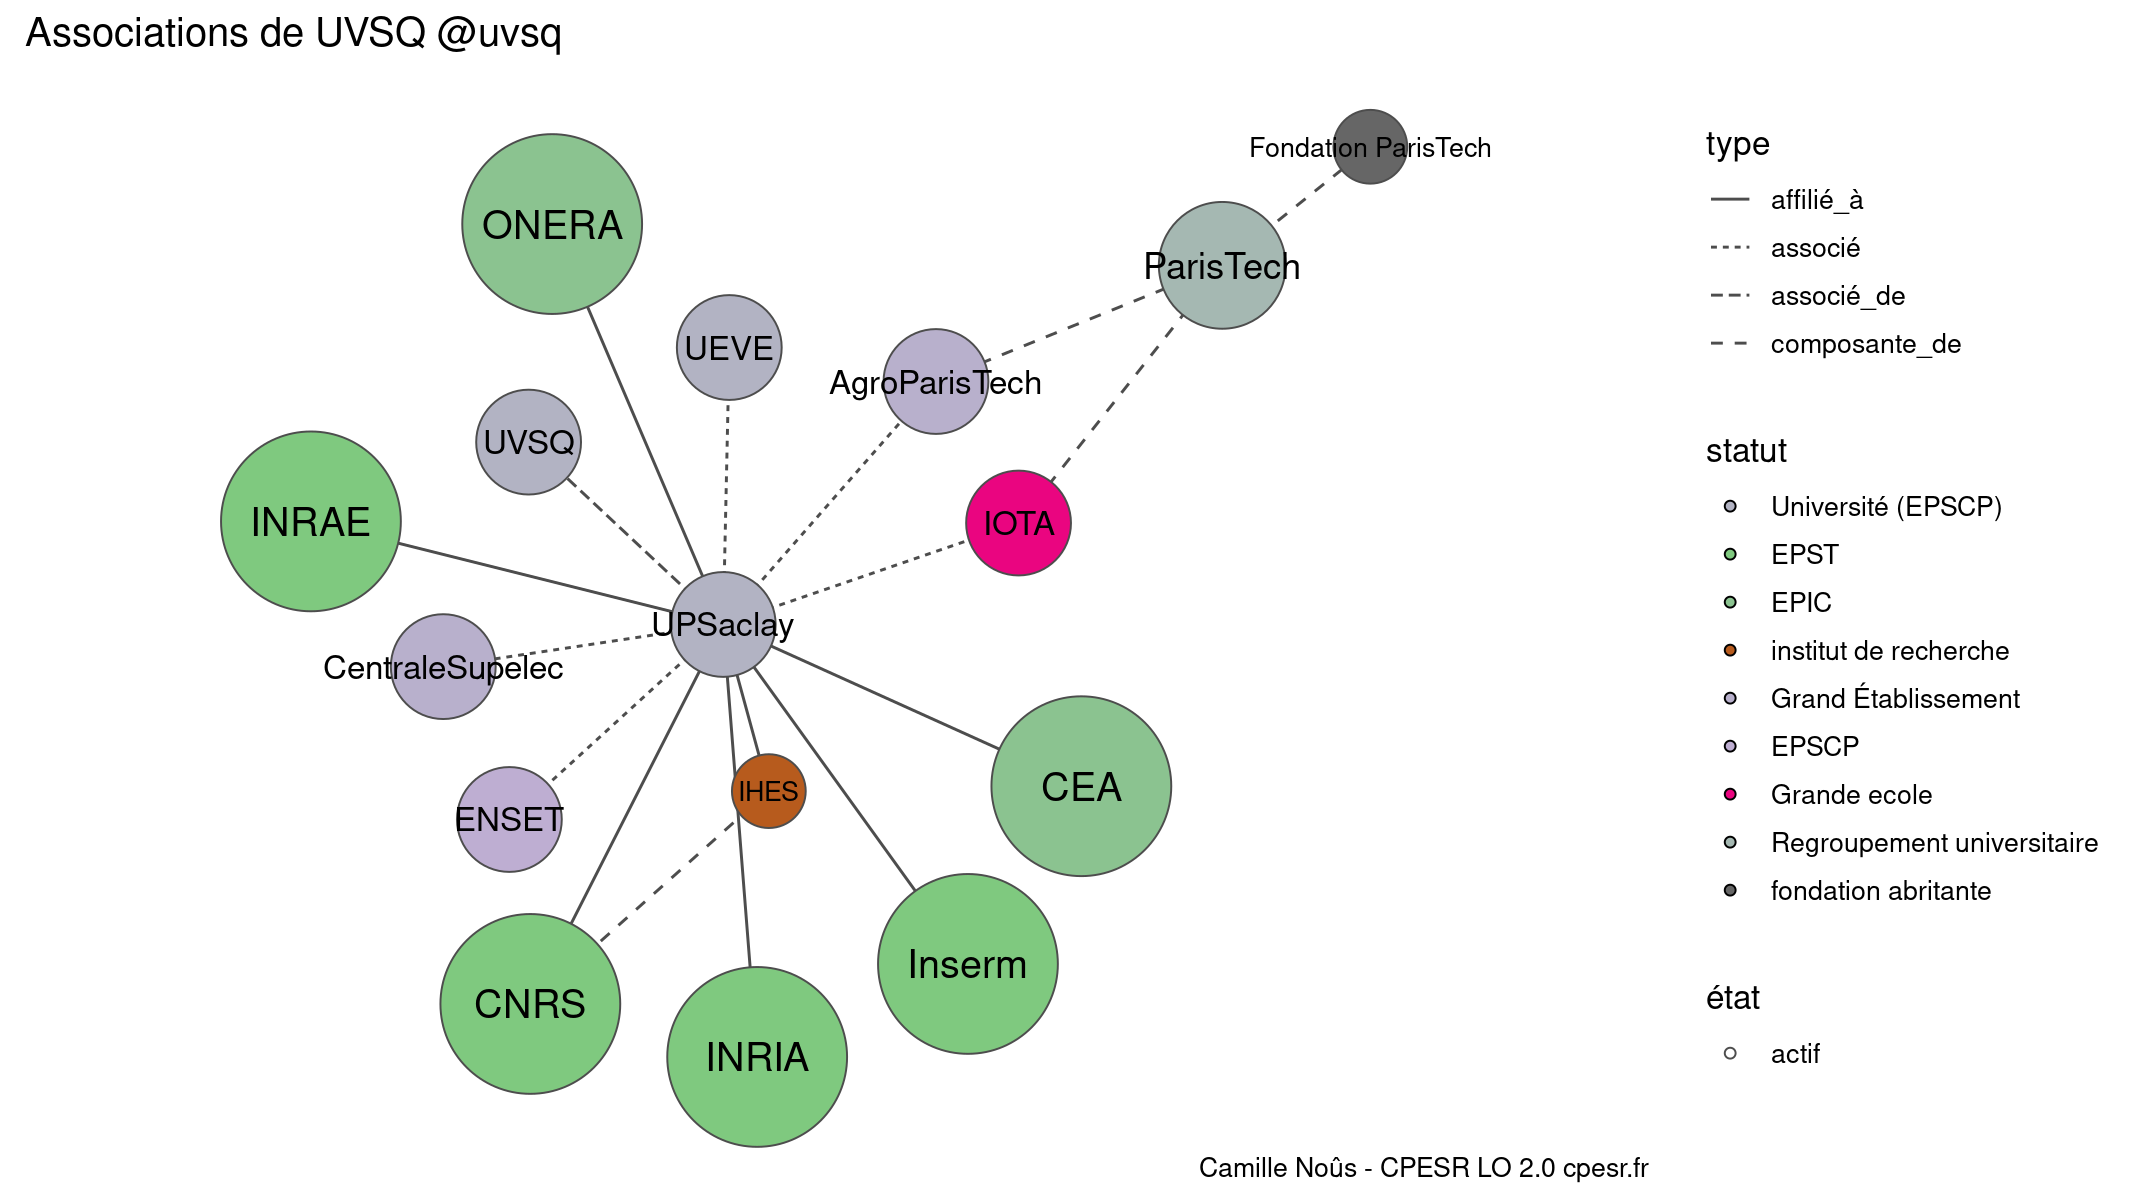 Associations de UVSQ @uvsq
Fondation ParisTech
ONERA
ParisTech
UEVE
AgroParisTech
UVSQ
INRAE
IOTA
UPSaclay
CentraleSupelec
CEA
IHES
ENSET
Inserm
CNRS
INRIA
type
affilié_à
associé
associé_de
composante_de
statut
Université (EPSCP)
EPST
EPIC
institut de recherche
Grand Établissement
EPSCP
Grande ecole
Regroupement universitaire
fondation abritante
état
actif
Camille Noûs - CPESR LO 2.0 cpesr.fr